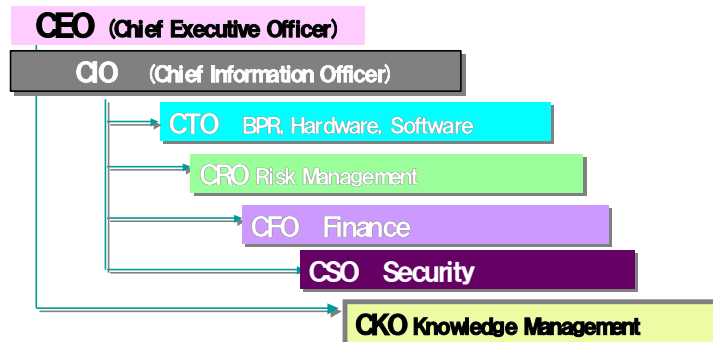 CEO (Chief Executive Officer)
CIO (Chief Information Officer)
CTO BPR, Hardware, Software
CRO Risk Management
CFO Finance
CSO Security
CKO Knowledge Management